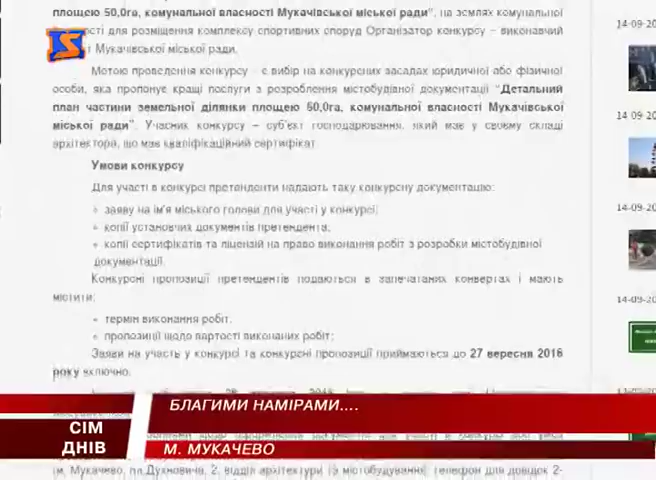 площею 50,0га, комунальної власності Мукачівської міської ради", на землях комунальної
для розміщення комплексу спортивних споруд Організатор конкурсу – виконавчий
Мукачівської міської ради.
Метою проведення конкурсу – є вибір на конкурсних засадах юридичної або фізичної
особи, яка пропонує кращі послуги з розроблення містобудівної документації "Детальний
план частини земельної ділянки площею 50,0га, комунальної власності Мукачівської
міської ради". Учасник конкурсу – суб'єкт господарювання, який має у своєму складі
архітектора, що має кваліфікаційний сертифікат.
Умови конкурсу
Для участі в конкурсі претенденти надають таку конкурсну документацію:
заяву на ім'я міського голови для участі у конкурсі;
копії установчих документів претендента;
копії сертифікатів та ліцензій на право виконання робіт з розробки містобудівної
документації.
Конкурсні пропозиції претендентів подаються в запечатаних конвертах і мають
містити:
термін виконання робіт.
пропозиції щодо вартості виконаних робіт;
Заяви на участь у конкурсі та конкурсні пропозиції приймаються до 27 вересня 2016
року включно.
14-09-20
14 09-20
14-09-20
14-09-20
БЛАГИМИ НАМІРАМИ....
СІМ
ДНІВ
М. МУКАЧЕВО
м. Мукачево, пл Духновича, 2. відділ архітектури та містобудування, телефон для довідок 2-